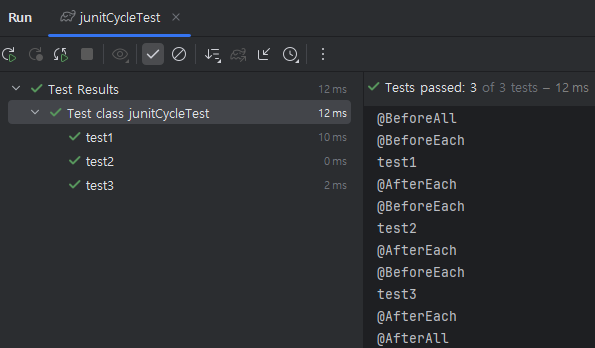 Run junitCycleTest
Test Results 12 ms
Test class junitCycleTest 12 ms
test1 10 ms
test2 0 ms
test3 2 ms
Tests passed: 3 of 3 tests – 12 ms
@BeforeAll
@BeforeEach
test1
@AfterEach
@BeforeEach
test2
@AfterEach
@BeforeEach
test3
@AfterEach
@AfterAll